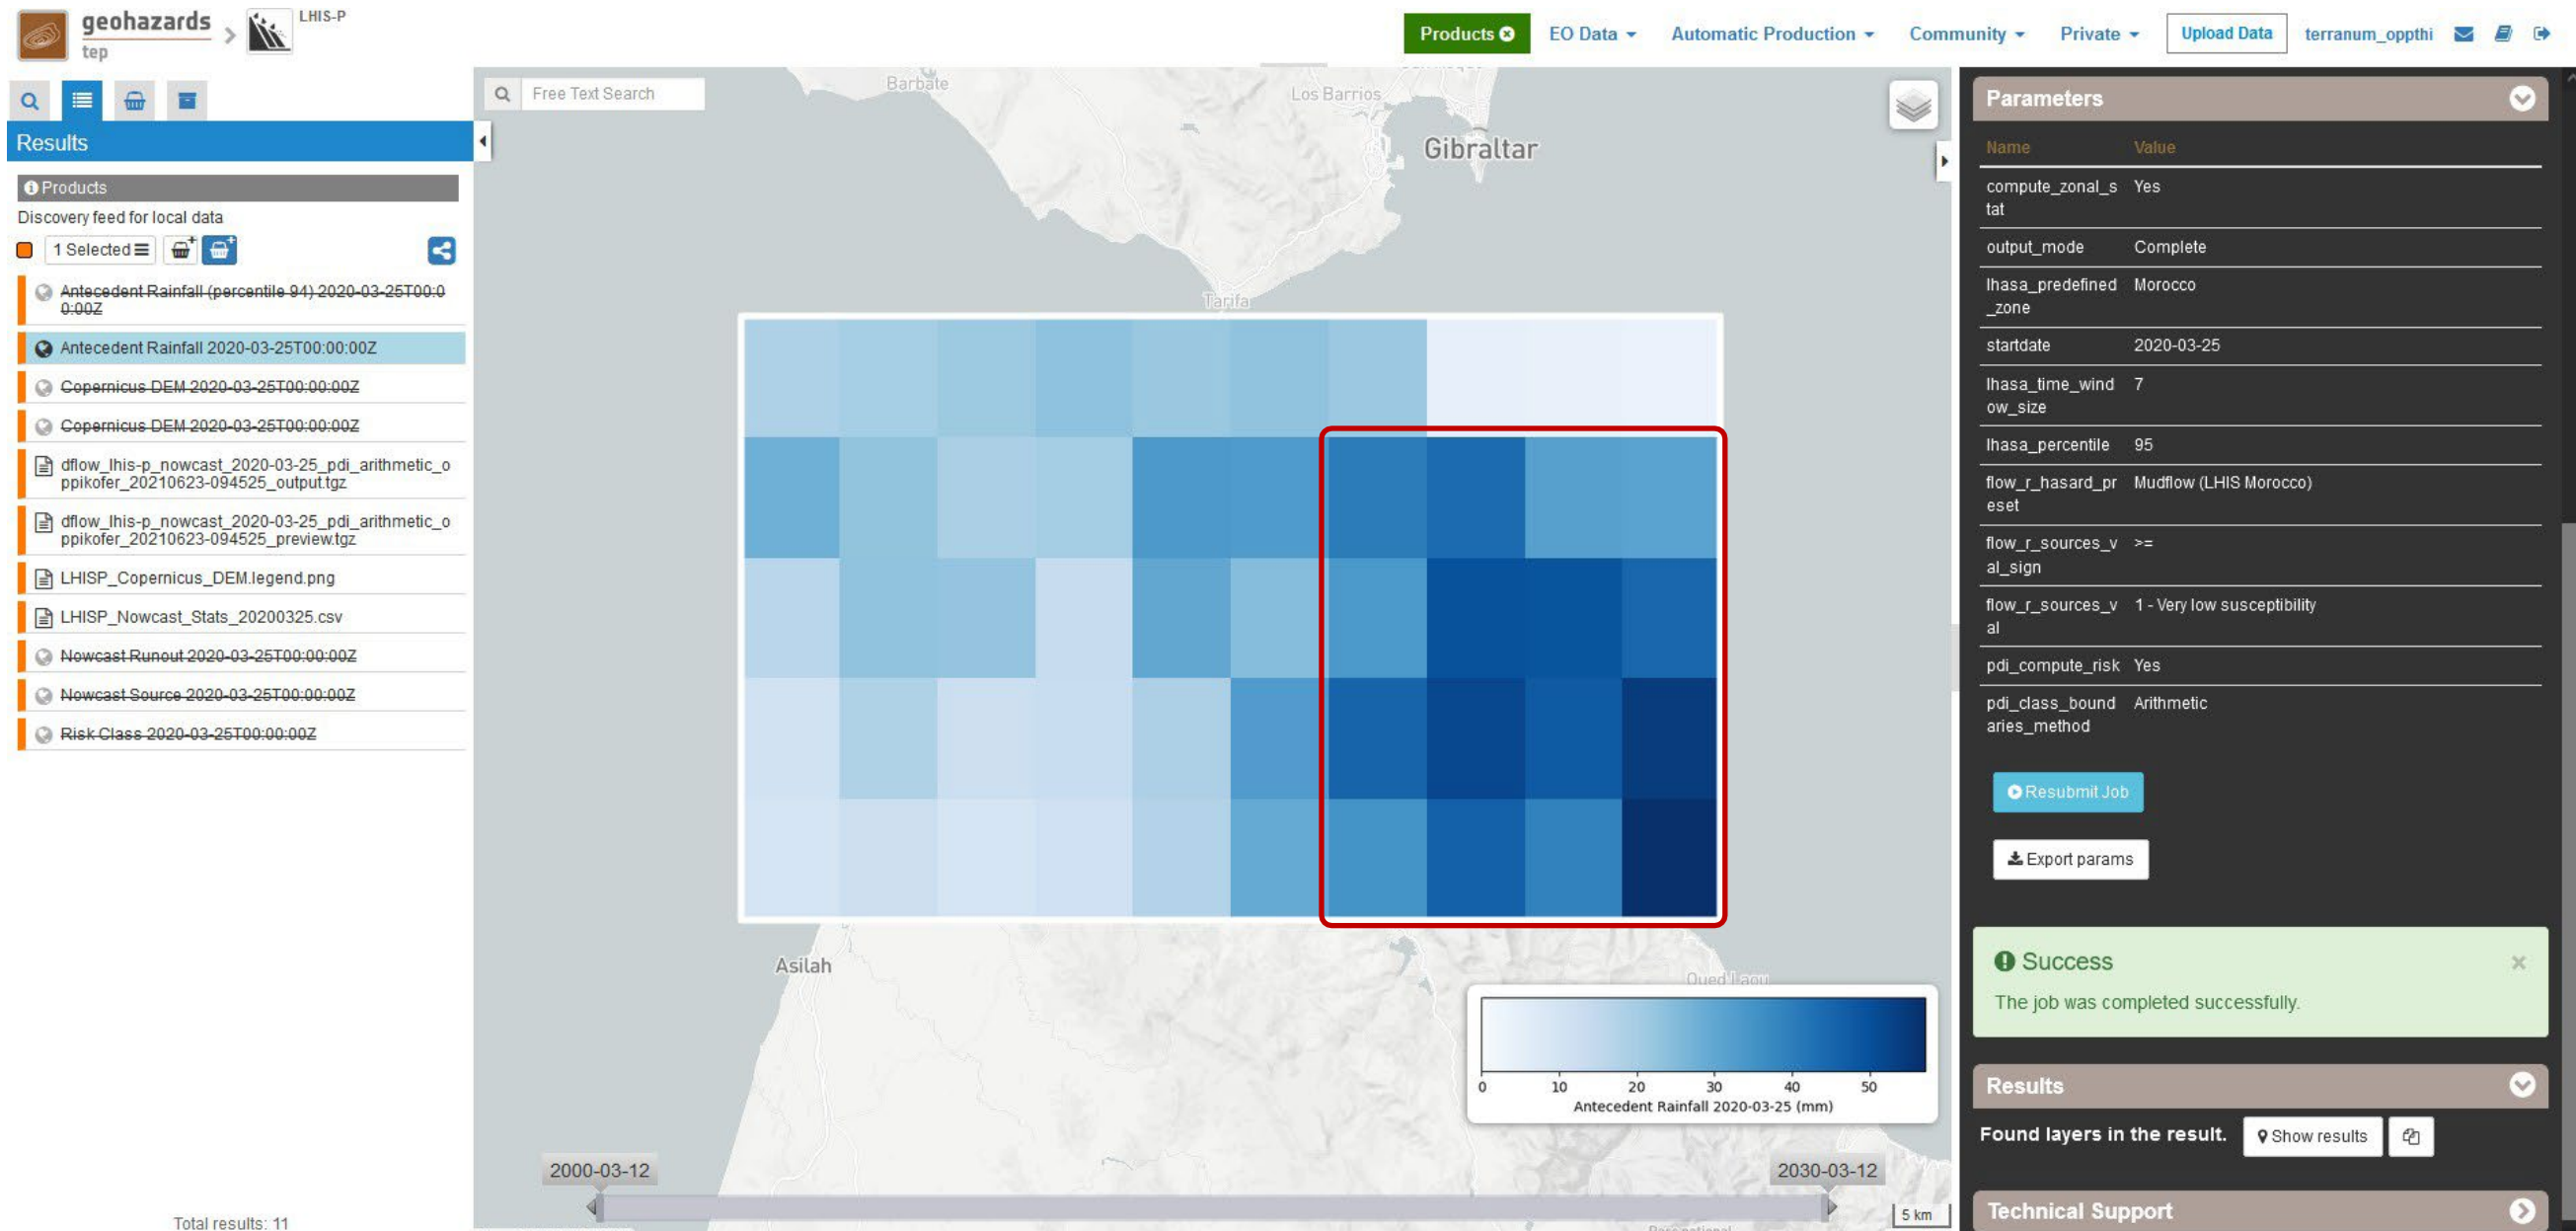 geohazards
tep
LHIS-P
Products
EO Data
Automatic Production
Community
Private
Upload Data
terranum_oppthi
Results
Products
Discovery feed for local data
1 Selected
Antecedent Rainfall (percentile 94) 2020-03-25T00:0
0:00Z
Antecedent Rainfall 2020-03-25T00:00:00Z
Copernicus DEM 2020-03-25T00:00:00Z
Copernicus DEM 2020-03-25T00:00:00Z
dflow_lhis-p_nowcast_2020-03-25_pdi_arithmetic_o
ppikofer_20210623-094525_output.tgz
dflow_lhis-p_nowcast_2020-03-25_pdi_arithmetic_o
ppikofer_20210623-094525_preview.tgz
LHISP_Copernicus_DEM.legend.png
LHISP_Nowcast_Stats_20200325.csv
Nowcast Runout 2020-03-25T00:00:00Z
Nowcast Source 2020-03-25T00:00:00Z
Risk Class 2020-03-25T00:00:00Z
Total results: 11
Free Text Search
Barbate
Los Barrios
Gibraltar
Tarifa
Asilah
Oued Laou
0 10 20 30 40 50
Antecedent Rainfall 2020-03-25 (mm)
2000-03-12
2030-03-12
5 km
Parameters
Name Value
compute_zonal_s Yes
tat
output_mode Complete
lhasa_predefined Morocco
_zone
startdate 2020-03-25
lhasa_time_wind 7
ow_size
lhasa_percentile 95
flow_r_hasard_pr Mudflow (LHIS Morocco)
eset
flow_r_sources_v >=
al_sign
flow_r_sources_v 1 - Very low susceptibility
al
pdi_compute_risk Yes
pdi_class_bound Arithmetic
aries_method
Resubmit Job
Export params
Success
The job was completed successfully.
Results
Found layers in the result. Show results
Technical Support